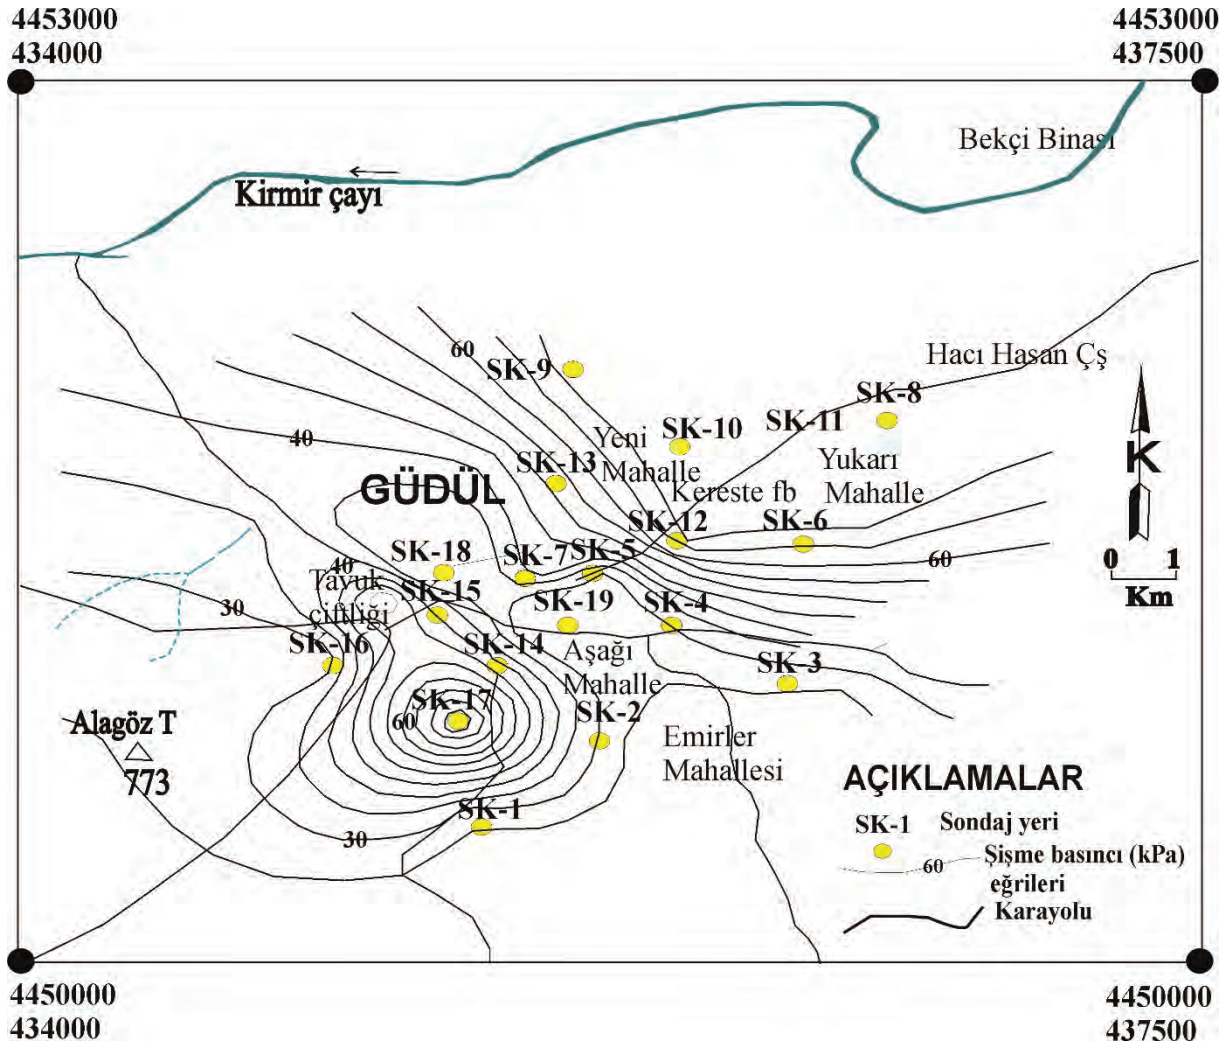 4453000
434000
4453000
437500
Bekçi Binası
Kirmir çayı
Hacı Hasan Çş
60
SK-9
SK-8
SK-10
SK-11
Yeni
Mahalle
40
SK-13
Yukarı
Mahalle
K
GÜDÜL
Kereste fb
SK-12
SK-6
SK-18
SK-7
SK-5
60
0 1
Km
40
Tavuk
çiftliği
SK-15
30
SK-19
SK-4
SK-16
SK-14
Aşağı
Mahalle
SK-3
SK-17
60
SK-2
Alagöz T
773
Emirler
Mahallesi
SK-1
30
AÇIKLAMALAR
SK-1 Sondaj yeri
60 Şişme basıncı (kPa)
eğrileri
Karayolu
4450000
434000
4450000
437500